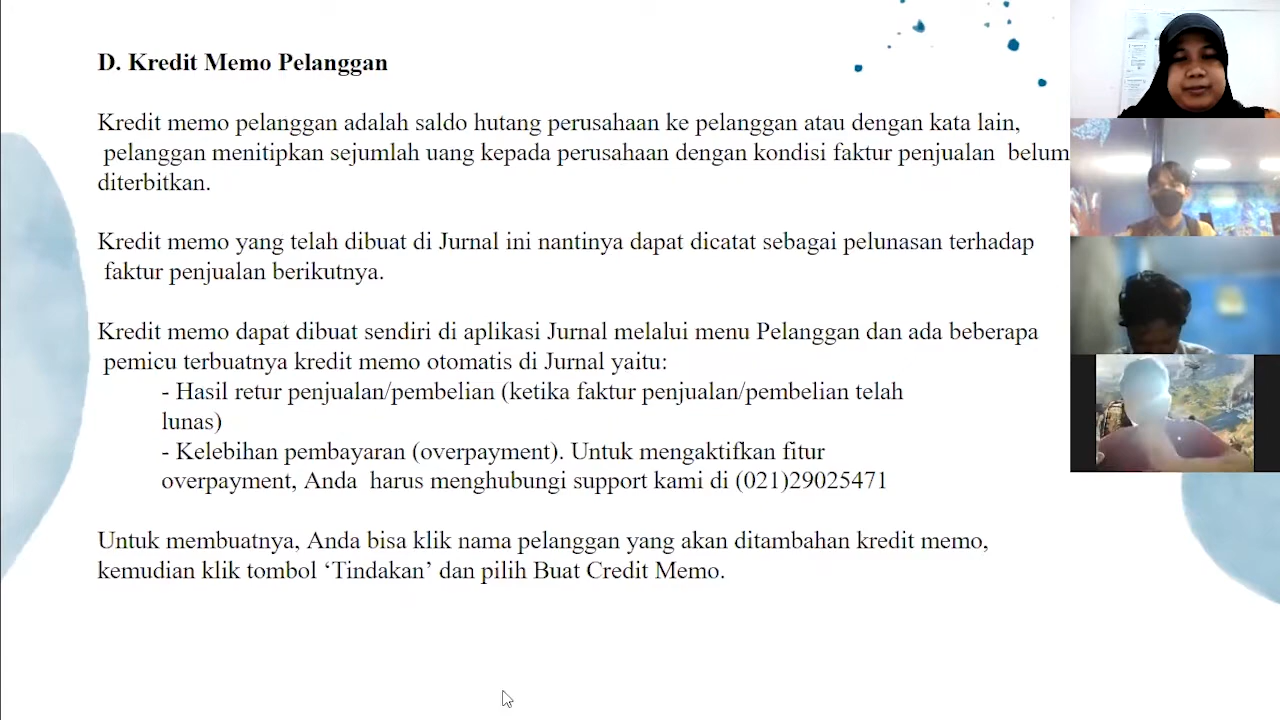 D. Kredit Memo Pelanggan
Kredit memo pelanggan adalah saldo hutang perusahaan ke pelanggan atau dengan kata lain,
pelanggan menitipkan sejumlah uang kepada perusahaan dengan kondisi faktur penjualan belum
diterbitkan.
Kredit memo yang telah dibuat di Jurnal ini nantinya dapat dicatat sebagai pelunasan terhadap
faktur penjualan berikutnya.
Kredit memo dapat dibuat sendiri di aplikasi Jurnal melalui menu Pelanggan dan ada beberapa
pemicu terbuatnya kredit memo otomatis di Jurnal yaitu:
- Hasil retur penjualan/pembelian (ketika faktur penjualan/pembelian telah
lunas)
- Kelebihan pembayaran (overpayment). Untuk mengaktifkan fitur
overpayment, Anda harus menghubungi support kami di (021)29025471
Untuk membuatnya, Anda bisa klik nama pelanggan yang akan ditambahan kredit memo,
kemudian klik tombol ‘Tindakan’ dan pilih Buat Credit Memo.